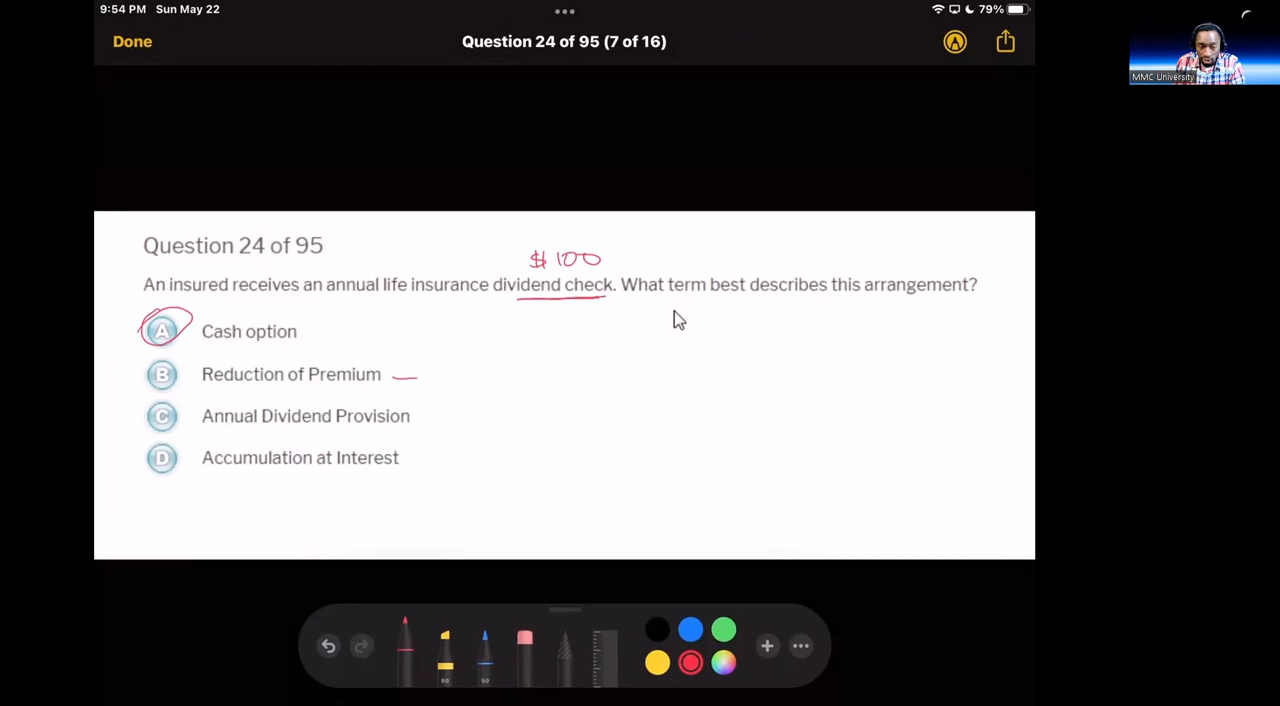 9:54 PM Sun May 22
79%
Done
Question 24 of 95 (7 of 16)
MMC University
Question 24 of 95
$100
An insured receives an annual life insurance dividend check. What term best describes this arrangement?
A Cash option
B Reduction of Premium
C Annual Dividend Provision
D Accumulation at Interest
80
50